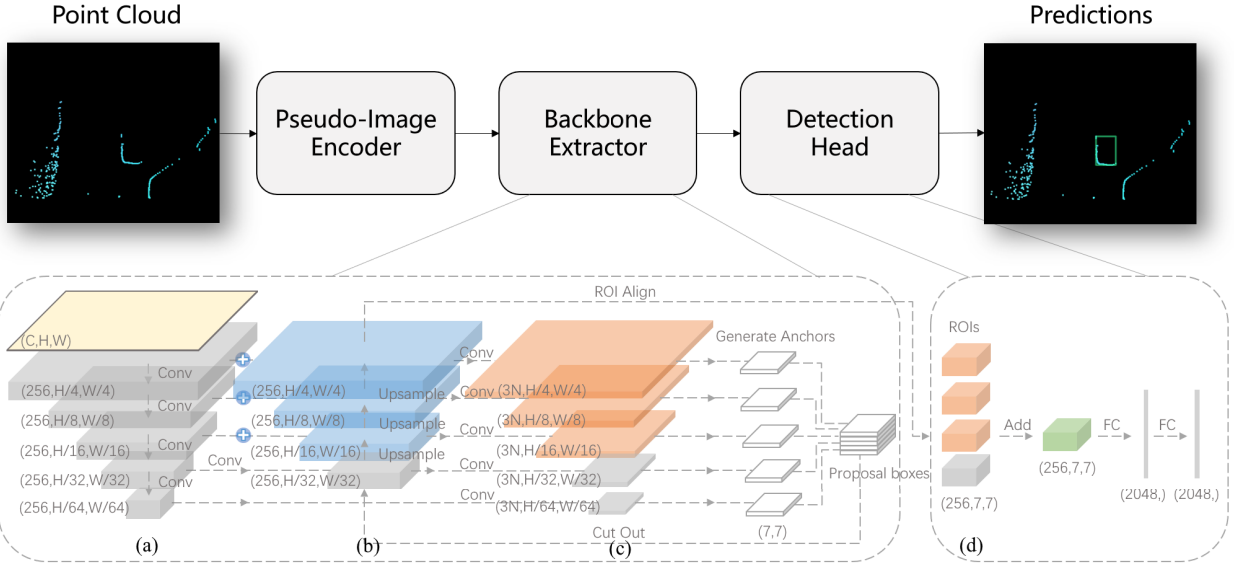 Point Cloud
Predictions
Pseudo-Image
Encoder
Backbone
Extractor
Detection
Head
ROI Align
(C,H,W)
Conv
(256,H/4,W/4)
Conv
(256,H/8,W/8)
Conv
(256,H/16,W/16)
Conv
(256,H/32,W/32)
Conv
(256,H/64,W/64)
(a)
(256,H/4,W/4)
Upsample
(256,H/8,W/8)
Upsample
(256,H/16,W/16)
Upsample
(256,H/32,W/32)
(b)
Conv
Conv
Conv
Conv
Conv
(3N,H/4,W/4)
(3N,H/8,W/8)
(3N,H/16,W/16)
(3N,H/32,W/32)
(3N,H/64,W/64)
Cut Out
(c)
Generate Anchors
Proposal boxes
(7,7)
ROIs
(256,7,7)
(d)
Add
(256,7,7)
FC
FC
(2048,)
(2048,)